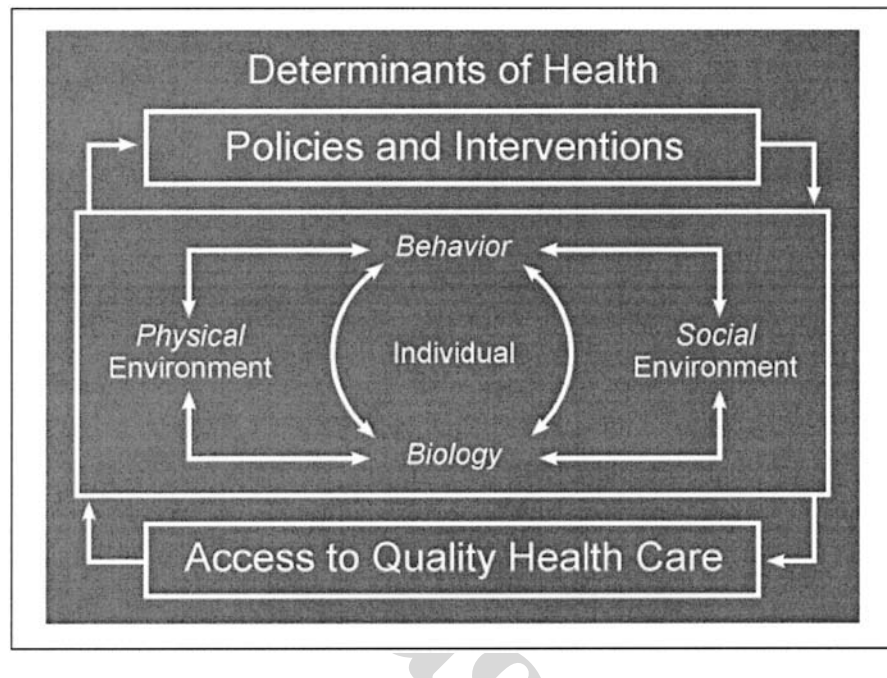 Determinants of Health
Policies and Interventions
Behavior
Physical
Environment
Individual
Social
Environment
Biology
Access to Quality Health Care